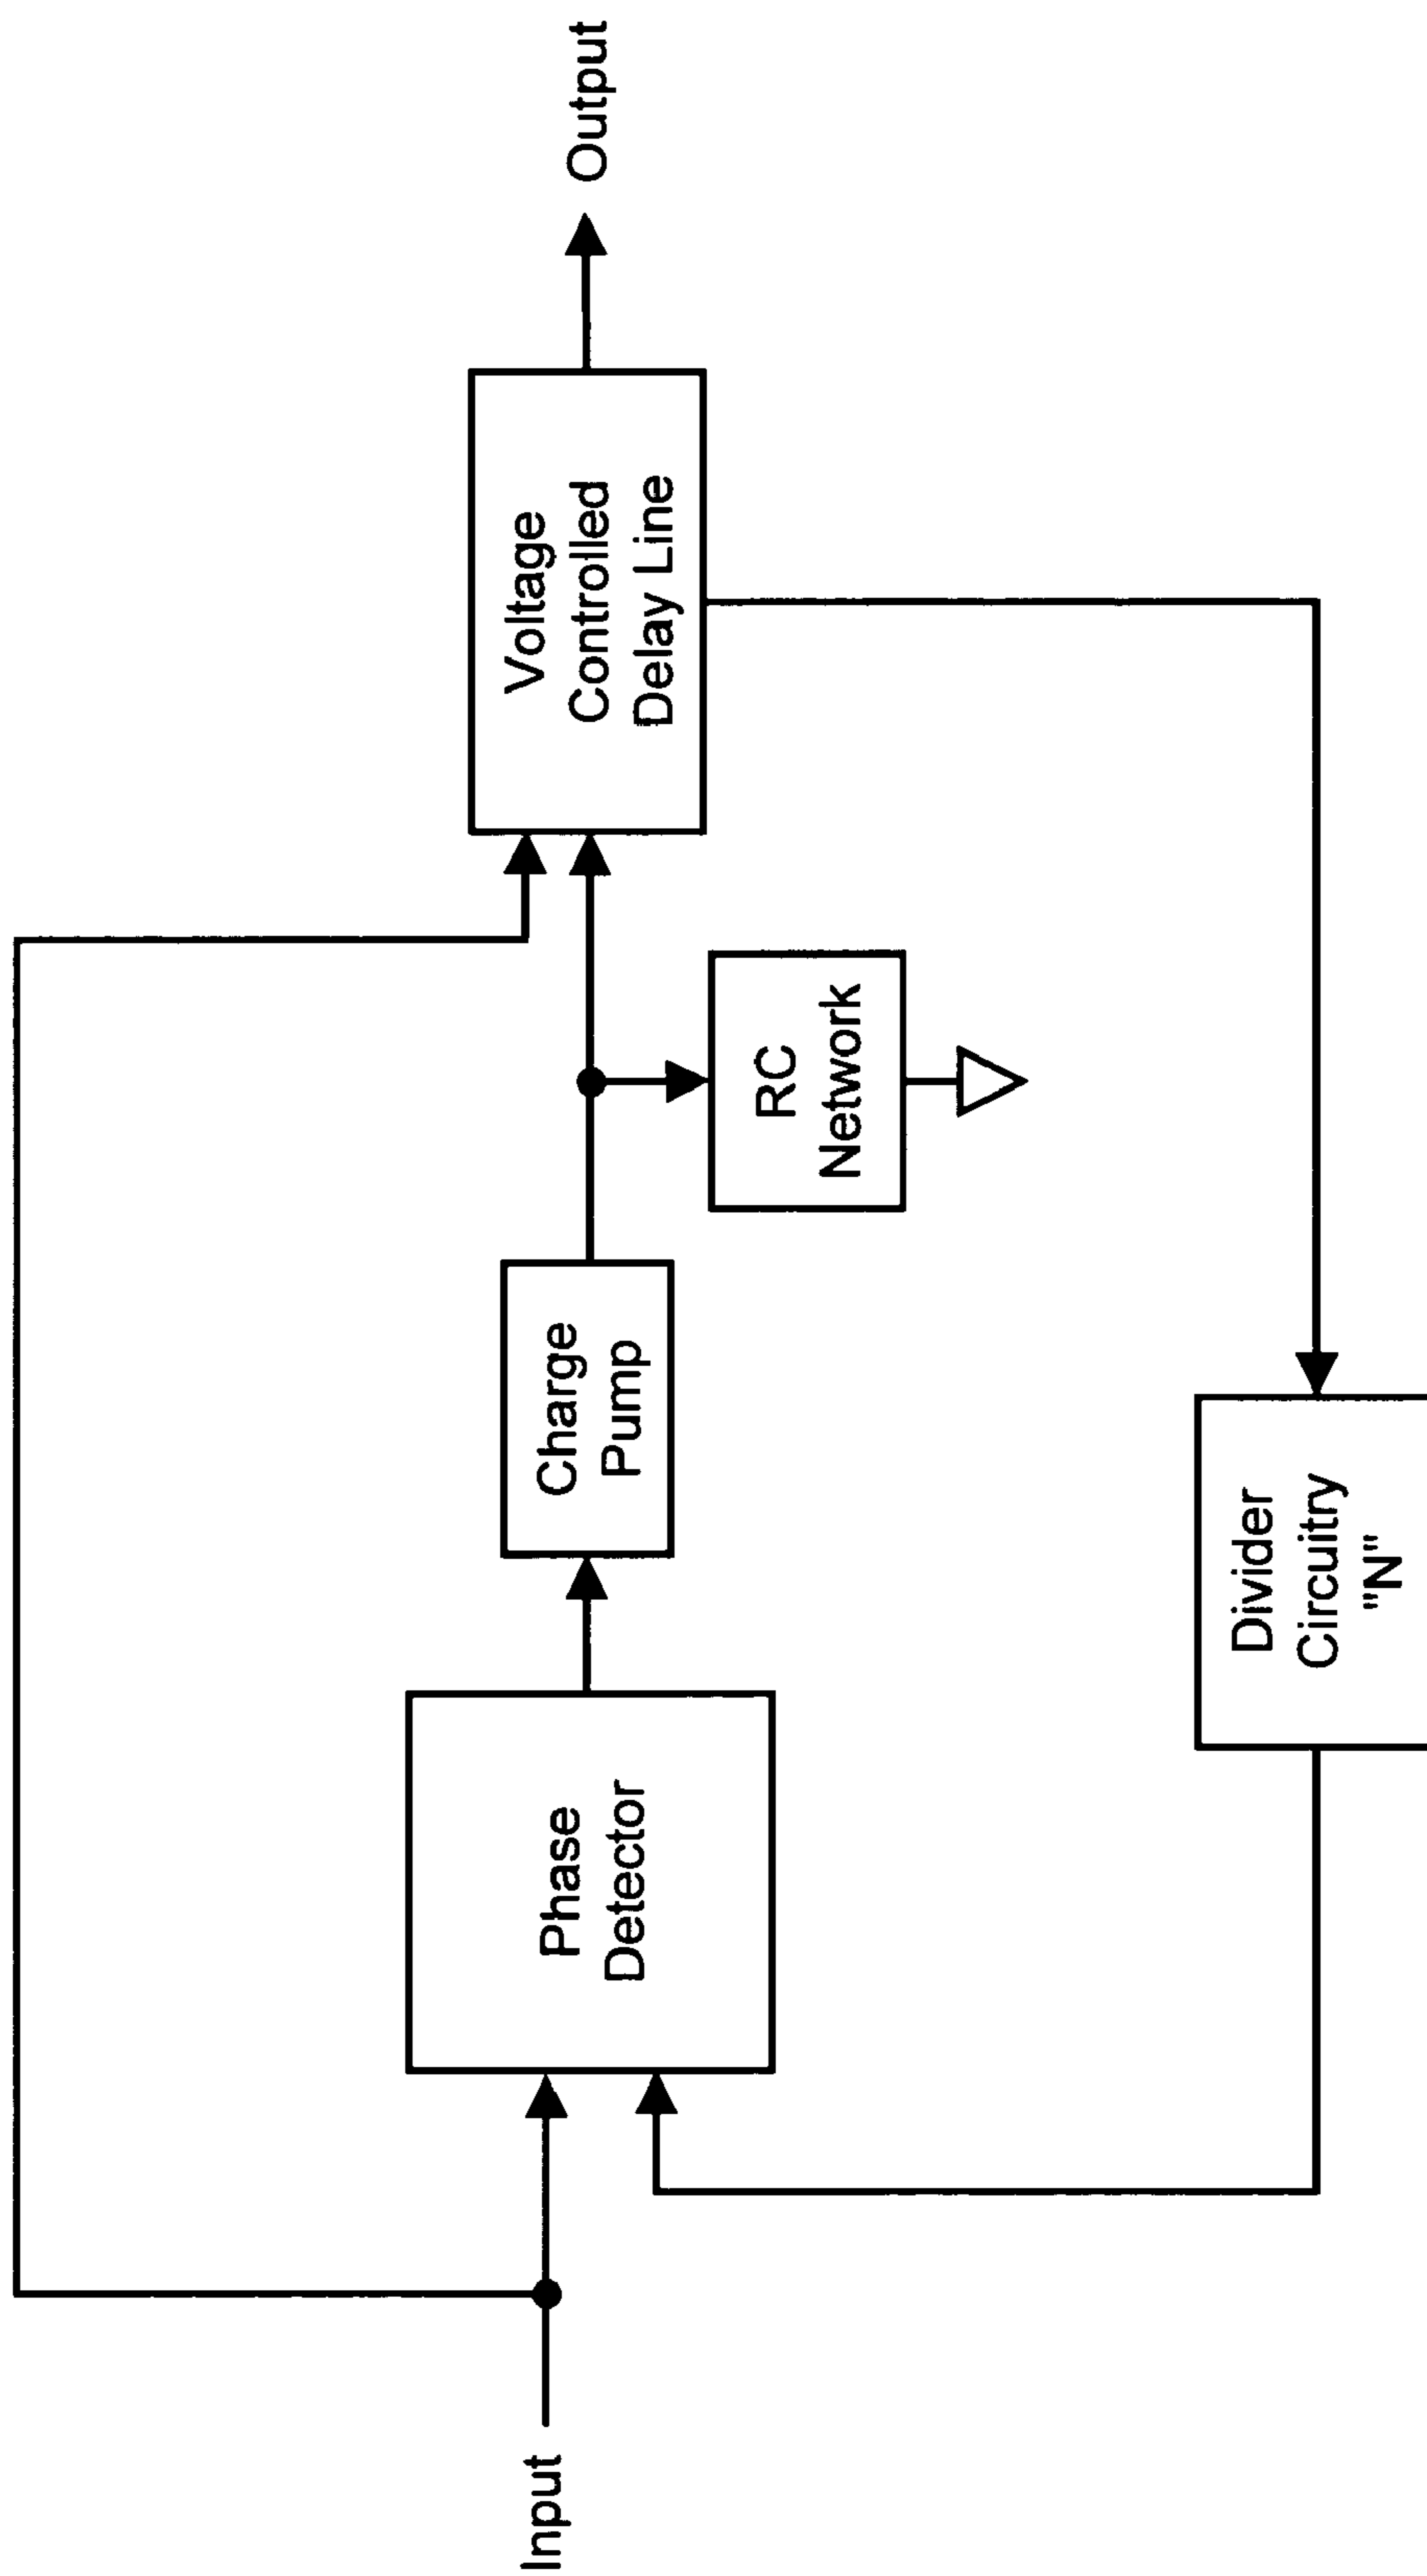 Input
Phase
Detector
Charge
Pump
RC
Network
Voltage
Controlled
Delay Line
Output
Divider
Circuitry
"N"